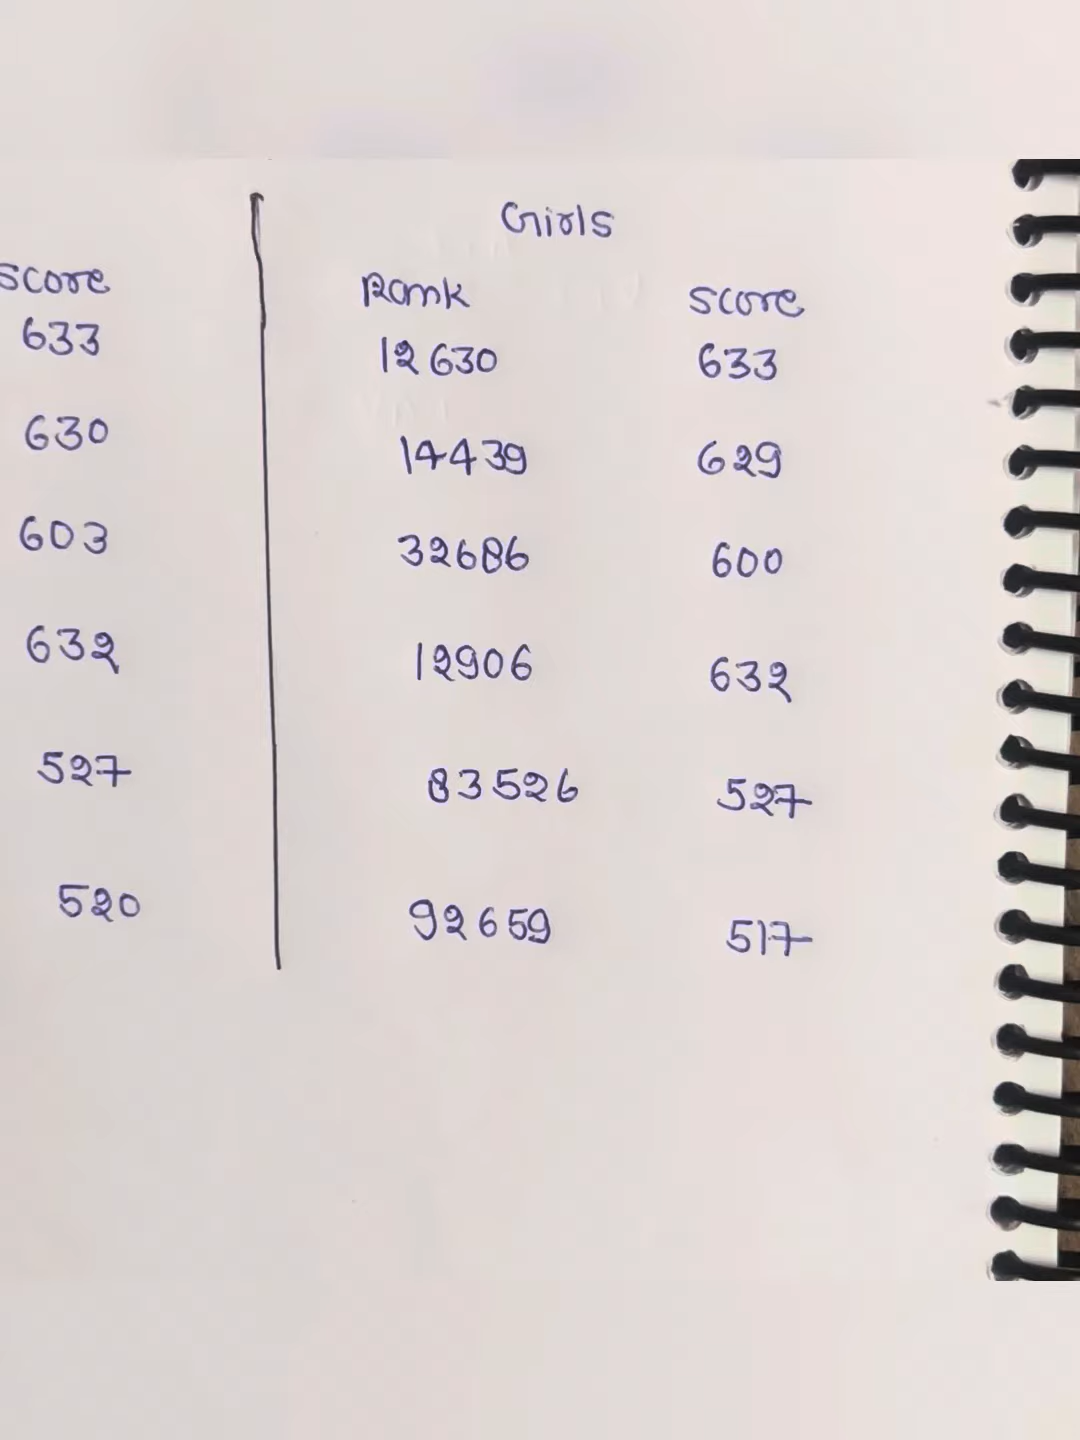 Girls
Score Rank Score
633 12630 633
630 14439 629
603 32686 600
632 12906 632
527 83526 527
520 92659 517